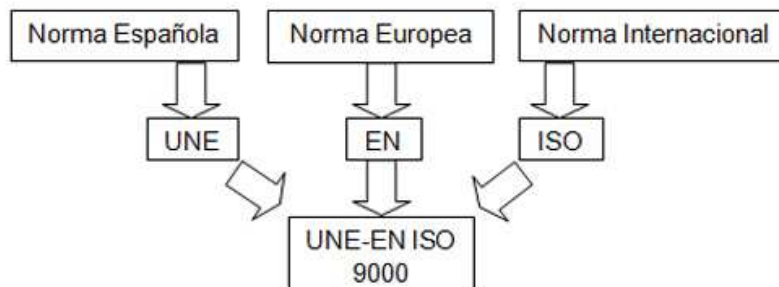 Norma Española
Norma Europea
Norma Internacional
UNE
EN
ISO
UNE-EN ISO
9000